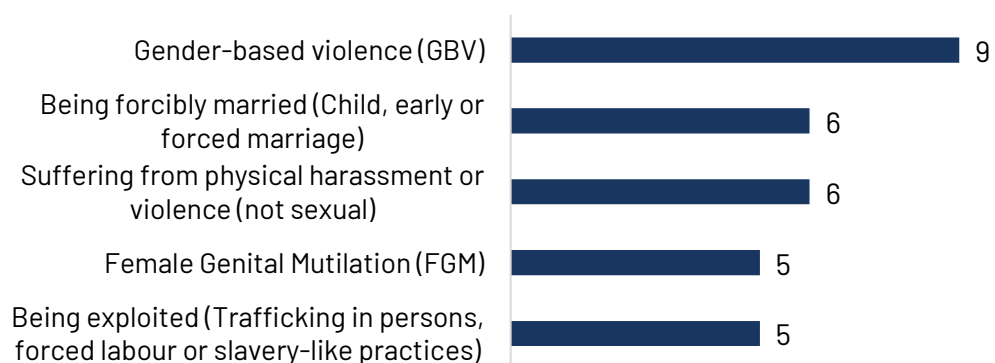 Gender-based violence (GBV) 9
Being forcibly married (Child, early or
forced marriage) 6
Suffering from physical harassment or
violence (not sexual) 6
Female Genital Mutilation (FGM) 5
Being exploited (Trafficking in persons,
forced labour or slavery-like practices) 5